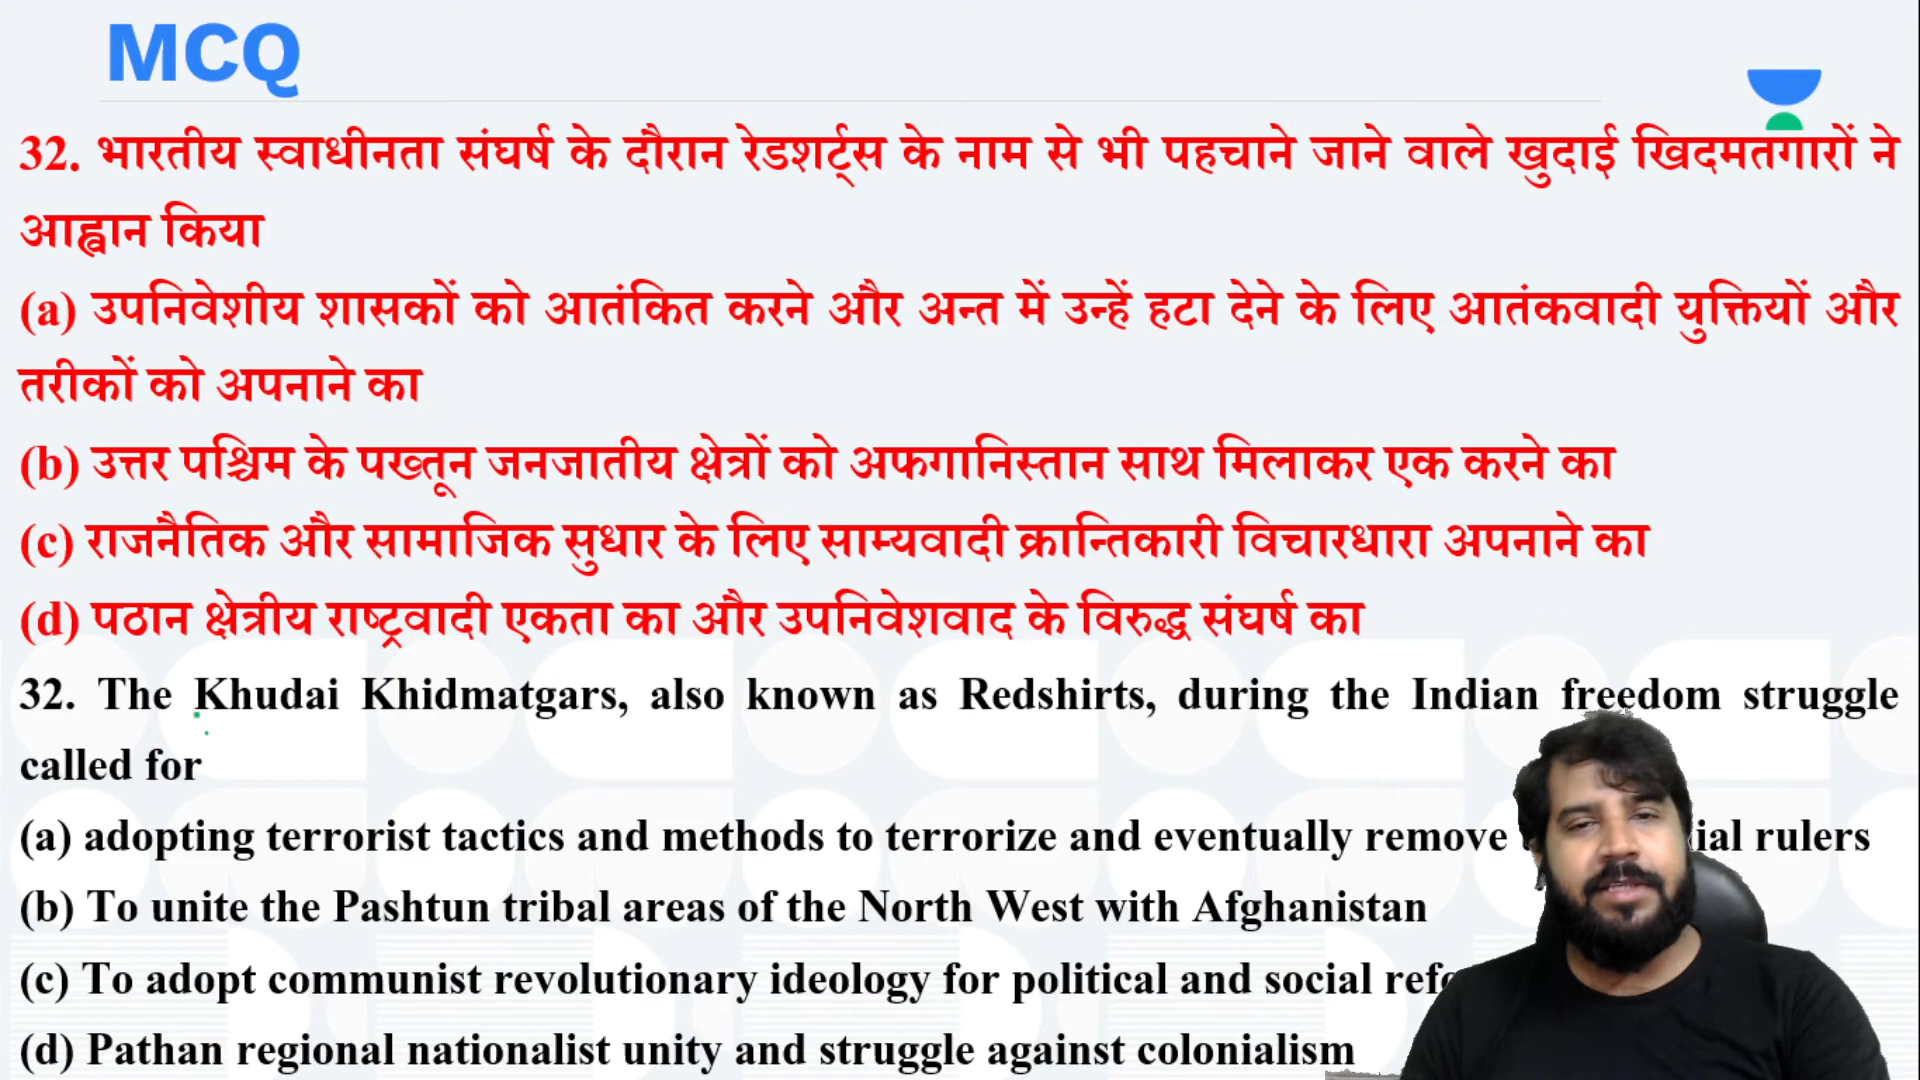 MCQ
32. भारतीय स्वाधीनता संघर्ष के दौरान रेडशर्ट्स के नाम से भी पहचाने जाने वाले खुदाई खिदमतगारों ने
आह्वान किया
(a) उपनिवेशीय शासकों को आतंकित करने और अन्त में उन्हें हटा देने के लिए आतंकवादी युक्तियों और
तरीकों को अपनाने का
(b) उत्तर पश्चिम के पख्तून जनजातीय क्षेत्रों को अफगानिस्तान साथ मिलाकर एक करने का
(c) राजनैतिक और सामाजिक सुधार के लिए साम्यवादी क्रान्तिकारी विचारधारा अपनाने का
(d) पठान क्षेत्रीय राष्ट्रवादी एकता का और उपनिवेशवाद के विरुद्ध संघर्ष का
32. The Khudai Khidmatgars, also known as Redshirts, during the Indian freedom struggle
called for
(a) adopting terrorist tactics and methods to terrorize and eventually remove rulers
(b) To unite the Pashtun tribal areas of the North West with Afghanistan
(c) To adopt communist revolutionary ideology for political and social
(d) Pathan regional nationalist unity and struggle against colonialism